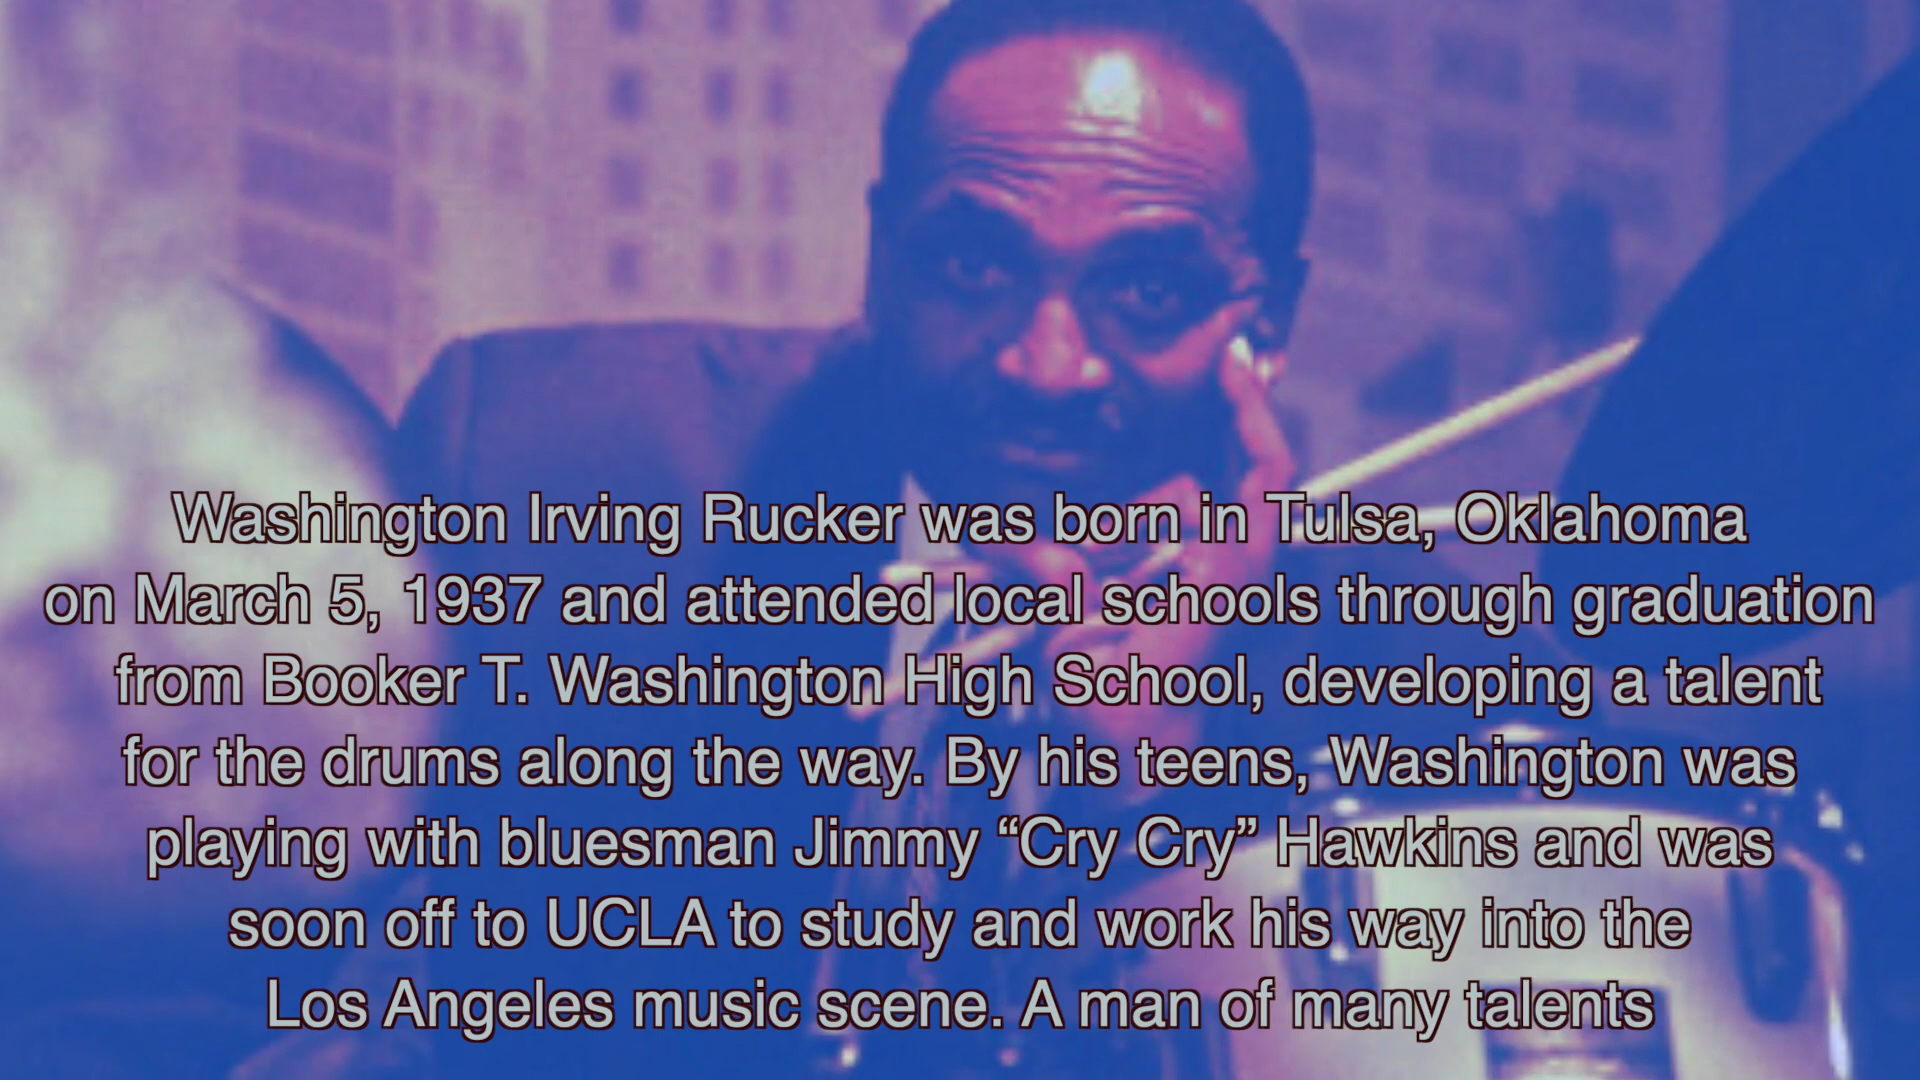 Washington Irving Rucker was born in Tulsa, Oklahoma
on March 5, 1937 and attended local schools through graduation
from Booker T. Washington High School, developing a talent
for the drums along the way. By his teens, Washington was
playing with bluesman Jimmy “Cry Cry” Hawkins and was
soon off to UCLA to study and work his way into the
Los Angeles music scene. A man of many talents